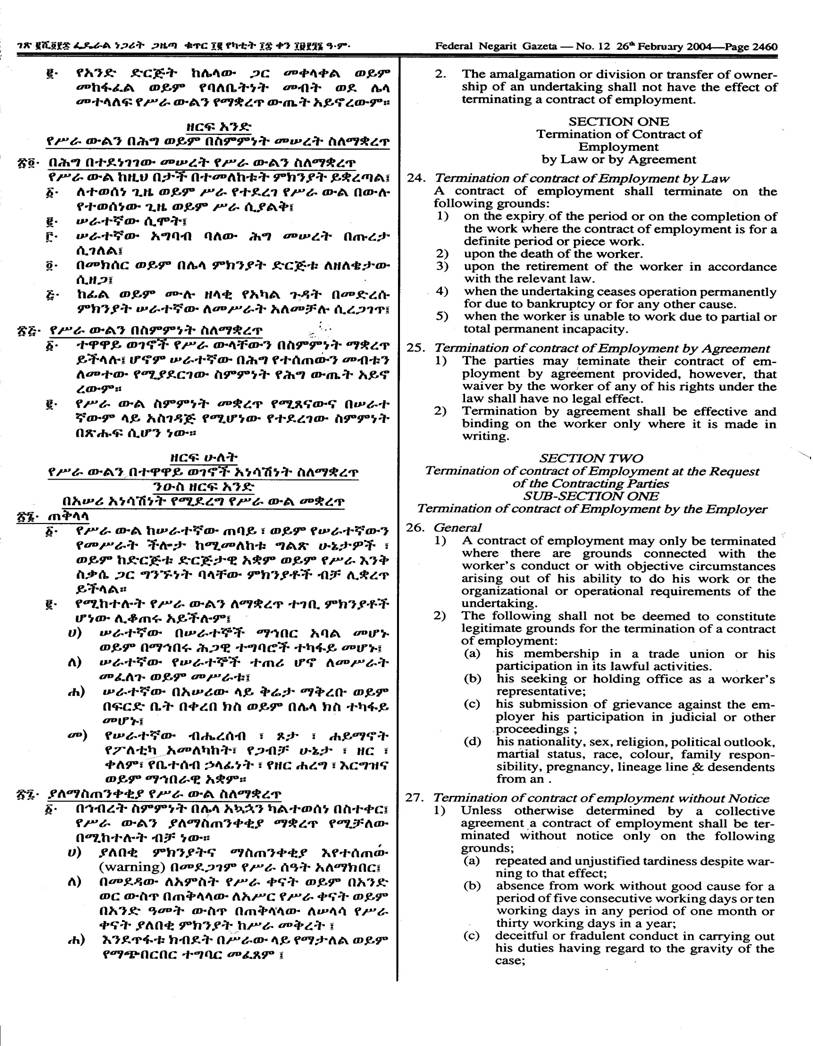 ገጽ ፪ሺ፬፻፷ ፌዴራል ነጋሪት ጋዜጣ ቁጥር ፲፪ የካቲት ፲፰ ቀን ፲፱፻፺፮ ዓ.ም.
፪. የአንድ ድርጅት ከሌላው ጋር መቀላቀል ወይም
መከፋፈል ወይም የባለቤትነት መብት ወደ ሌላ
መተላለፍ የሥራ ውልን የማቋረጥ ውጤት አይኖረውም።
ዘርፍ አንድ
የሥራ ውልን በሕግ ወይም በስምምነት መሠረት ስለማቋረጥ
፳፬. በሕግ በተደነገገው መሠረት የሥራ ውልን ስለማቋረጥ
የሥራ ውል ከዚህ በታች በተመለከቱት ምክንያት ይቋረጣል፤
፩. ለተወሰነ ጊዜ ወይም ሥራ የተደረገ የሥራ ውል በውሉ
የተወሰነው ጊዜ ወይም ሥራ ሲያልቅ፤
፪. ሠራተኛው ሲሞት፤
፫. ሠራተኛው አግባብ ባለው ሕግ መሠረት በጡረታ
ሲገለል፤
፬. በመክሰር ወይም በሌላ ምክንያት ድርጅቱ ለዘለቄታው
ሲዘጋ፤
፭. ከፊል ወይም ሙሉ ዘላቂ የአካል ጉዳት በመድረሱ
ምክንያት ሠራተኛው ለመሥራት አለመቻሉ ሲረጋገጥ፤
፳፭. የሥራ ውልን በስምምነት ስለማቋረጥ
፩. ተዋዋይ ወገኖች የሥራ ውላቸውን በስምምነት ማቋረጥ
ይችላሉ፤ ሆኖም ሠራተኛው በሕግ የተሰጠውን መብቱን
ለመተው የሚያደርገው ስምምነት የሕግ ውጤት አይኖ
ረውም።
፪. የሥራ ውል ስምምነት መቋረጥ የሚጸናውና በሠራተ
ኛውም ላይ አስገዳጅ የሚሆነው የተደረገው ስምምነት
በጽሑፍ ሲሆን ነው።
ዘርፍ ሁለት
የሥራ ውልን በተዋዋይ ወገኖች አነሳሽነት ስለማቋረጥ
ንዑስ ዘርፍ አንድ
በአሠሪ አነሳሽነት የሚደረግ የሥራ ውል መቋረጥ
፳፮. ጠቅላላ
፩. የሥራ ውል ከሠራተኛው ጠባይ ፣ ወይም የሠራተኛውን
የመሥራት ችሎታ ከሚመለከቱ ግልጽ ሁኔታዎች ፣
ወይም ከድርጅቱ ድርጅታዊ አቋም ወይም የሥራ እንቅ
ስቃሴ ጋር ግንኙነት ባላቸው ምክንያቶች ብቻ ሊቋረጥ
ይችላል።
፪. የሚከተሉት የሥራ ውልን ለማቋረጥ ተገቢ ምክንያቶች
ሆነው ሊቆጠሩ አይችሉም፤
ሀ) ሠራተኛው በሠራተኞች ማኅበር አባል መሆኑ
ወይም በማኅበሩ ሕጋዊ ተግባሮች ተካፋይ መሆኑ፤
ለ) ሠራተኛው የሠራተኞች ተጠሪ ሆኖ ለመሥራት
መፈለጉ ወይም መሥራቱ፤
ሐ) ሠራተኛው በአሠሪው ላይ ቅሬታ ማቅረቡ ወይም
በፍርድ ቤት በቀረበ ክስ ወይም በሌላ ክስ ተካፋይ
መሆኑ፤
መ) የሠራተኛው ብሔረሰብ ፣ ጾታ ፣ ሐይማኖት
የፖለቲካ አመለካከት፣ የጋብቻ ሁኔታ ፣ ዘር ፣
ቀለም፣ የቤተሰብ ኃላፊነት ፣ የዘር ሐረግ ፣ እርግዝና
ወይም ማኅበራዊ አቋም።
፳፯. ያለማስጠንቀቂያ የሥራ ውል ስለማቋረጥ
፩. በኅብረት ስምምነት በሌላ አኳኋን ካልተወሰነ በስተቀር፤
የሥራ ውልን ያለማስጠንቀቂያ ማቋረጥ የሚቻለው
በሚከተሉት ብቻ ነው።
ሀ) ያለበቂ ምክንያትና ማስጠንቀቂያ እየተሰጠው
(warning) በመደጋገም የሥራ ሰዓት አለማክበር፤
ለ) በመደዳው ለአምስት የሥራ ቀናት ወይም በአንድ
ወር ውስጥ በጠቅላላው ለአሥር የሥራ ቀናት ወይም
በአንድ ዓመት ውስጥ በጠቅላላው ለሠላሳ የሥራ
ቀናት ያለበቂ ምክንያት ከሥራ መቅረት ፤
ሐ) እንደጥፋቱ ክብደት በሥራው ላይ የማታለል ወይም
የማጭበርበር ተግባር መፈጸም ፤
Federal Negarit Gazeta — No. 12 26th February 2004—Page 2460
2. The amalgamation or division or transfer of owner-
ship of an undertaking shall not have the effect of
terminating a contract of employment.
SECTION ONE
Termination of Contract of
Employment
by Law or by Agreement
24. Termination of contract of Employment by Law
A contract of employment shall terminate on the
following grounds:
1) on the expiry of the period or on the completion of
the work where the contract of employment is for a
definite period or piece work.
2) upon the death of the worker.
3) upon the retirement of the worker in accordance
with the relevant law.
4) when the undertaking ceases operation permanently
for due to bankruptcy or for any other cause.
5) when the worker is unable to work due to partial or
total permanent incapacity.
25. Termination of contract of Employment by Agreement
1) The parties may teminate their contract of em-
ployment by agreement provided, however, that
waiver by the worker of any of his rights under the
law shall have no legal effect.
2) Termination by agreement shall be effective and
binding on the worker only where it is made in
writing.
SECTION TWO
Termination of contract of Employment at the Request
of the Contracting Parties
SUB-SECTION ONE
Termination of contract of Employment by the Employer
26. General
1) A contract of employment may only be terminated
where there are grounds connected with the
worker's conduct or with objective circumstances
arising out of his ability to do his work or the
organizational or operational requirements of the
undertaking.
2) The following shall not be deemed to constitute
legitimate grounds for the termination of a contract
of employment:
(a) his membership in a trade union or his
participation in its lawful activities.
(b) his seeking or holding office as a worker's
representative;
(c) his submission of grievance against the em-
ployer his participation in judicial or other
proceedings ;
(d) his nationality, sex, religion, political outlook,
martial status, race, colour, family respon-
sibility, pregnancy, lineage line & desendents
from an .
27. Termination of contract of employment without Notice
1) Unless otherwise determined by a collective
agreement a contract of employment shall be ter-
minated without notice only on the following
grounds;
(a) repeated and unjustified tardiness despite war-
ning to that effect;
(b) absence from work without good cause for a
period of five consecutive working days or ten
working days in any period of one month or
thirty working days in a year;
(c) deceitful or fradulent conduct in carrying out
his duties having regard to the gravity of the
case;